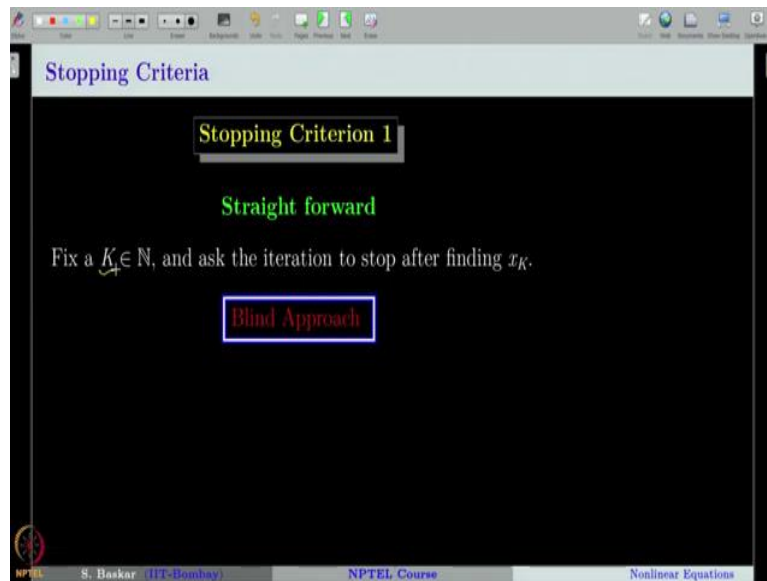 Stopping Criteria
Stopping Criterion 1
Straight forward
Fix a K ∈ ℕ, and ask the iteration to stop after finding x_K.
Blind Approach
NPTEL S. Baskar (IIT-Bombay) NPTEL Course Nonlinear Equations